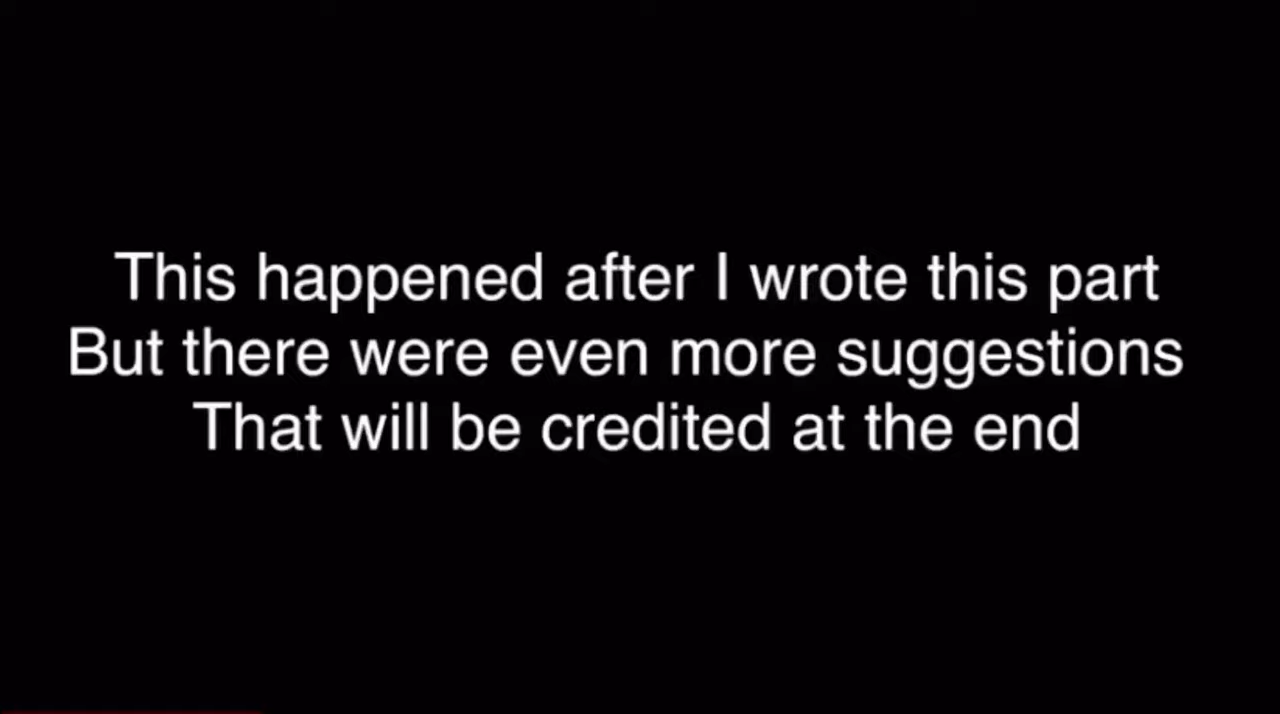 This happened after I wrote this part
But there were even more suggestions
That will be credited at the end